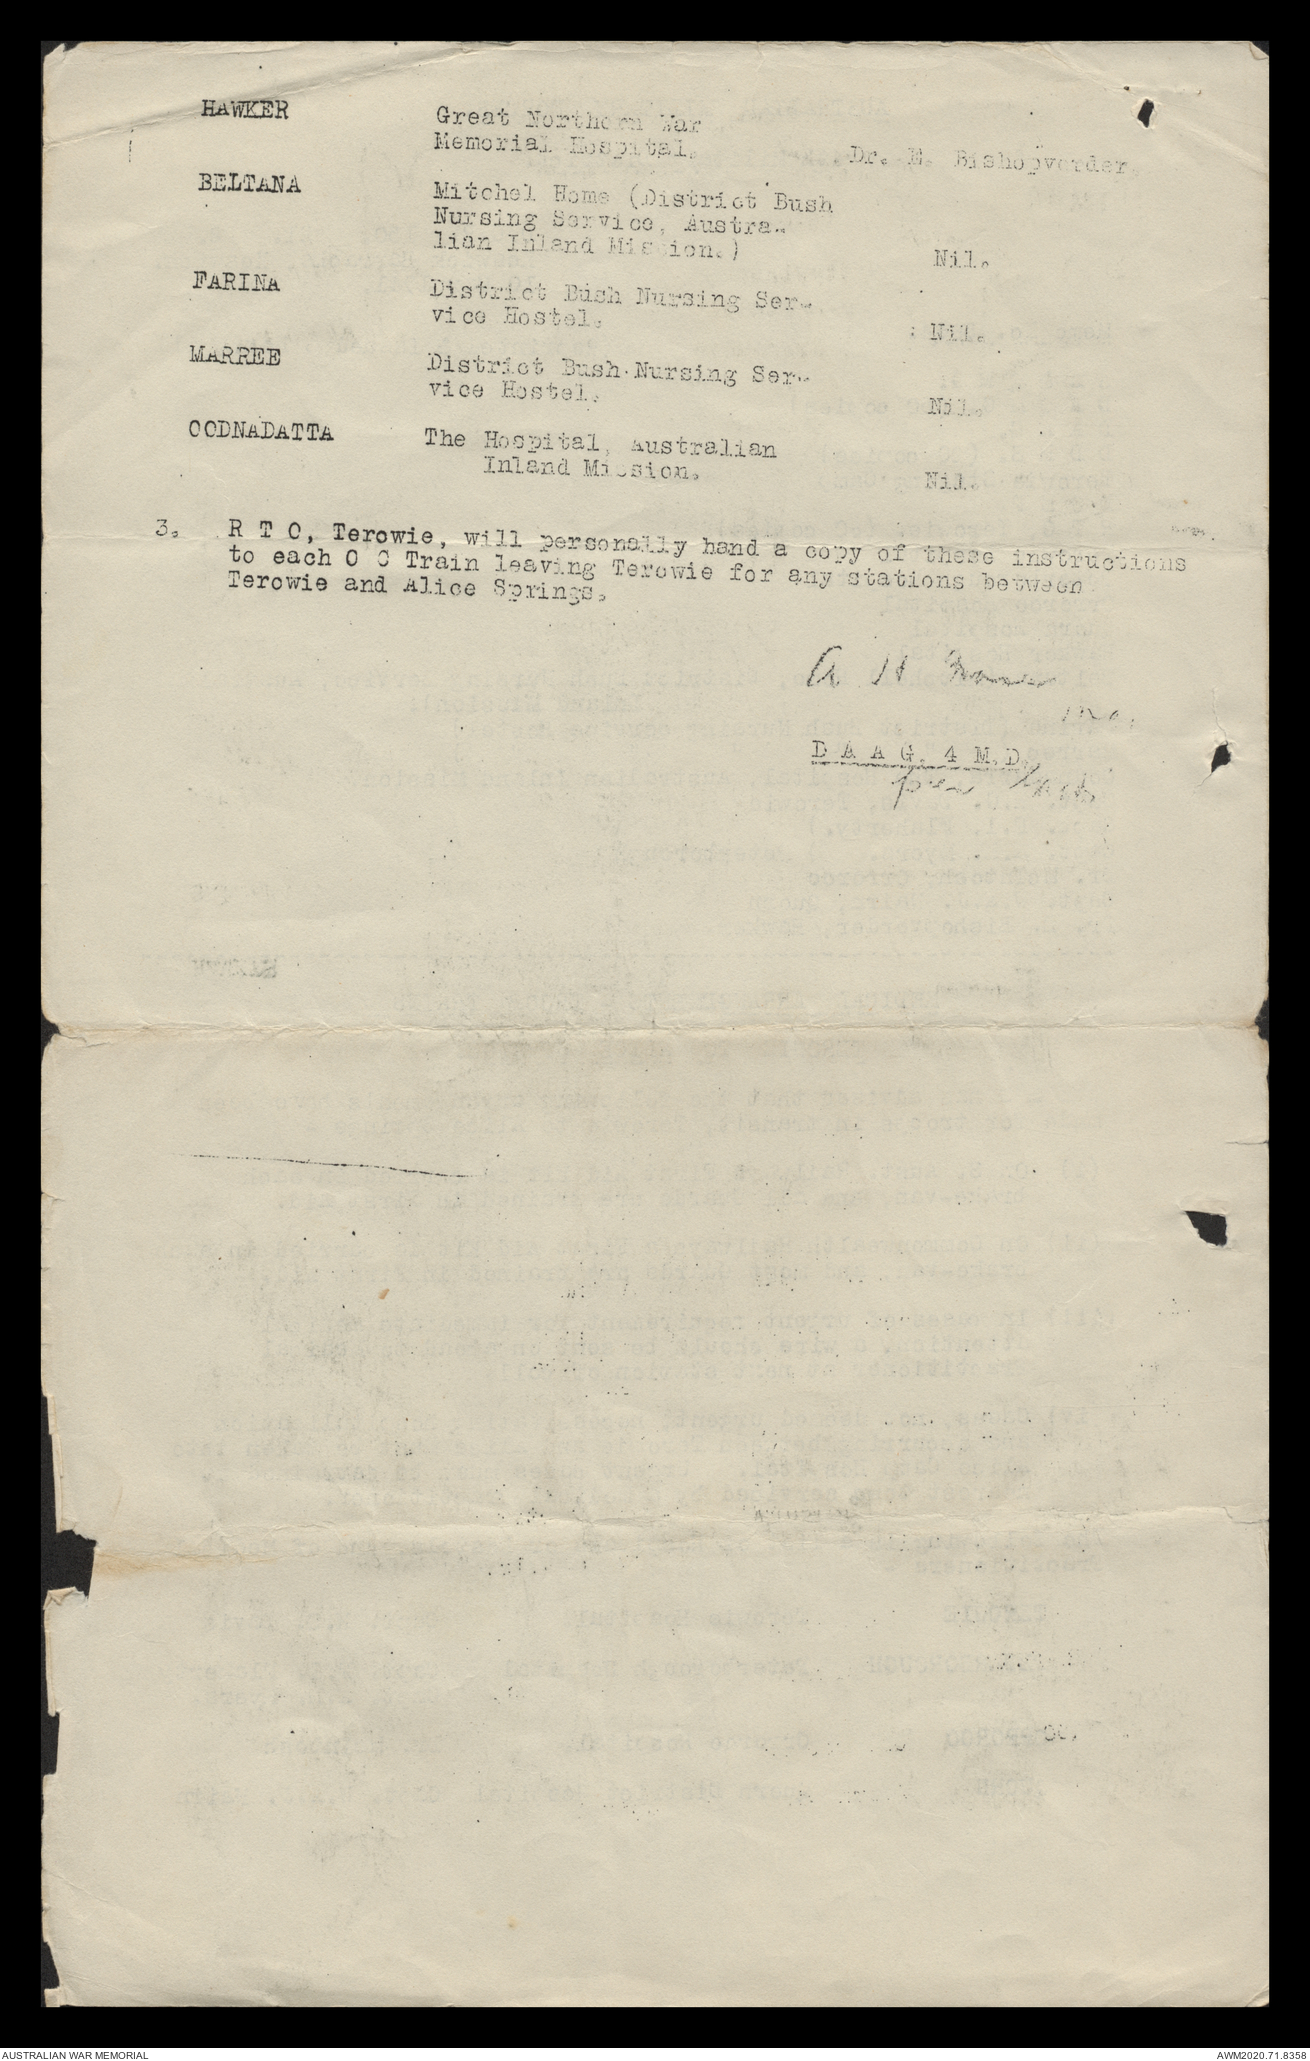 HAWKER Great Northern War
Memorial Hospital. Dr. E. Bishopverder.
BELTANA Mitchel Home (District Bush
Nursing Service, Austra-
lian Inland Mission.) Nil.
FARINA District Bush Nursing Ser-
vice Hostel. Nil.
MARREE District Bush Nursing Ser-
vice Hostel. Nil.
OODNADATTA The Hospital, Australian
Inland Mission. Nil.
3. R T O, Terowie, will personally hand a copy of these instructions
to each O C Train leaving Terowie for any stations between
Terowie and Alice Springs.
A H
D A A G. 4 M.D.
AUSTRALIAN WAR MEMORIAL AWM2020.71.8358